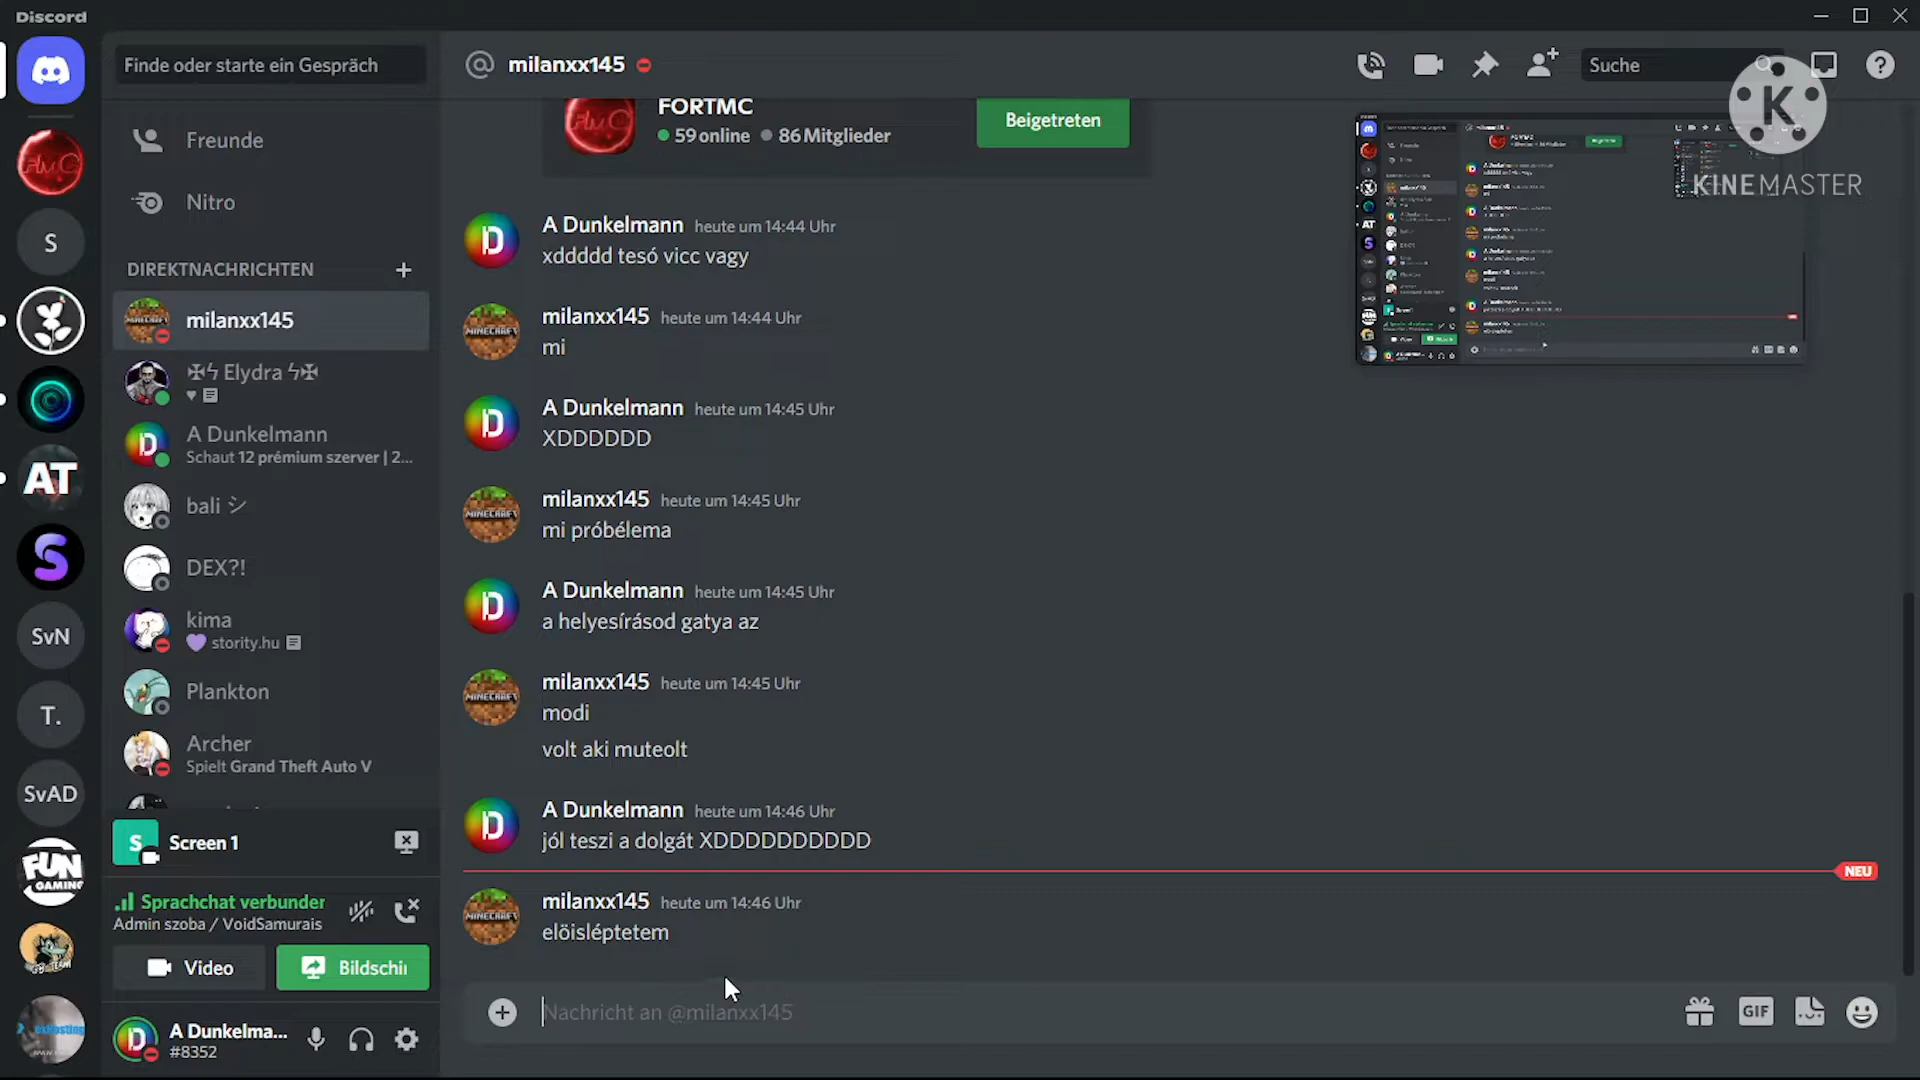 Discord
Finde oder starte ein Gespräch
Freunde
Nitro
DIREKTNACHRICHTEN
milanxx145
✠ϟ Elydra ϟ✠
A Dunkelmann
Schaut 12 prémium szerver | 2...
bali シ
DEX?!
kima
stority.hu
Plankton
Archer
Spielt Grand Theft Auto V
S
Screen 1
Sprachchat verbunden
Admin szoba / VoidSamurais
Video
Bildschi
A Dunkelma...
#8352
S
AT
S
SvN
T.
SvAD
FUN
GAMING
milanxx145
Suche
K
KINEMASTER
FORTMC
59 online
86 Mitglieder
Beigetreten
A Dunkelmann heute um 14:44 Uhr
xddddd tesó vicc vagy
milanxx145 heute um 14:44 Uhr
mi
A Dunkelmann heute um 14:45 Uhr
XDDDDDD
milanxx145 heute um 14:45 Uhr
mi próbélema
A Dunkelmann heute um 14:45 Uhr
a helyesírásod gatya az
milanxx145 heute um 14:45 Uhr
modi
volt aki muteolt
A Dunkelmann heute um 14:46 Uhr
jól teszi a dolgát XDDDDDDDDDD
NEU
milanxx145 heute um 14:46 Uhr
elöisléptetem
Nachricht an @milanxx145
GIF